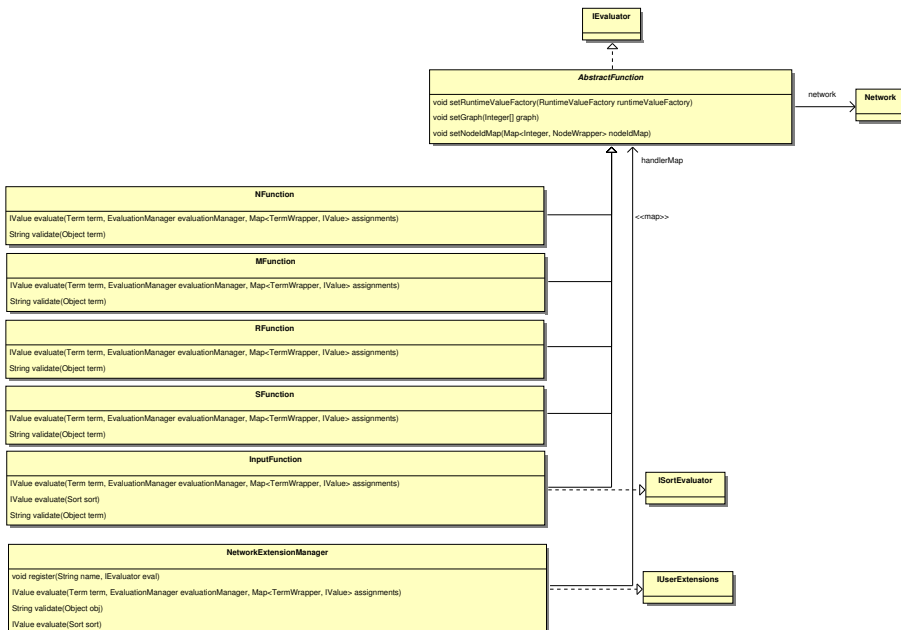 IEvaluator
AbstractFunction
void setRuntimeValueFactory(RuntimeValueFactory runtimeValueFactory)
void setGraph(Integer[] graph)
void setNodeIdMap(Map<Integer, NodeWrapper> nodeIdMap)
network
Network
handlerMap
<<map>>
NFunction
IValue evaluate(Term term, EvaluationManager evaluationManager, Map<TermWrapper, IValue> assignments)
String validate(Object term)
MFunction
IValue evaluate(Term term, EvaluationManager evaluationManager, Map<TermWrapper, IValue> assignments)
String validate(Object term)
RFunction
IValue evaluate(Term term, EvaluationManager evaluationManager, Map<TermWrapper, IValue> assignments)
String validate(Object term)
SFunction
IValue evaluate(Term term, EvaluationManager evaluationManager, Map<TermWrapper, IValue> assignments)
String validate(Object term)
InputFunction
IValue evaluate(Term term, EvaluationManager evaluationManager, Map<TermWrapper, IValue> assignments)
IValue evaluate(Sort sort)
String validate(Object term)
ISortEvaluator
NetworkExtensionManager
void register(String name, IEvaluator eval)
IValue evaluate(Term term, EvaluationManager evaluationManager, Map<TermWrapper, IValue> assignments)
String validate(Object obj)
IValue evaluate(Sort sort)
IUserExtensions